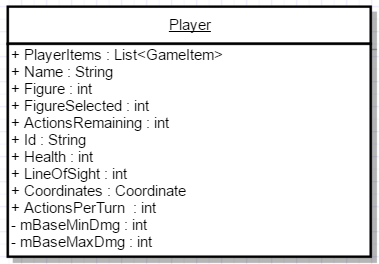 Player
+ PlayerItems : List<GameItem>
+ Name : String
+ Figure : int
+ FigureSelected : int
+ ActionsRemaining : int
+ Id : String
+ Health : int
+ LineOfSight : int
+ Coordinates : Coordinate
+ ActionsPerTurn : int
- mBaseMinDmg : int
- mBaseMaxDmg : int